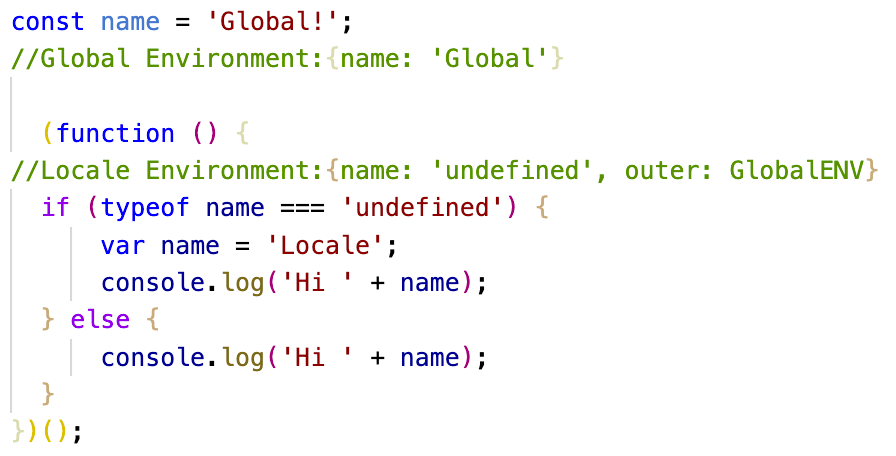 const name = 'Global!';
//Global Environment:{name: 'Global'}
(function () {
//Locale Environment:{name: 'undefined', outer: GlobalENV}
if (typeof name === 'undefined') {
var name = 'Locale';
console.log('Hi ' + name);
} else {
console.log('Hi ' + name);
}
})();